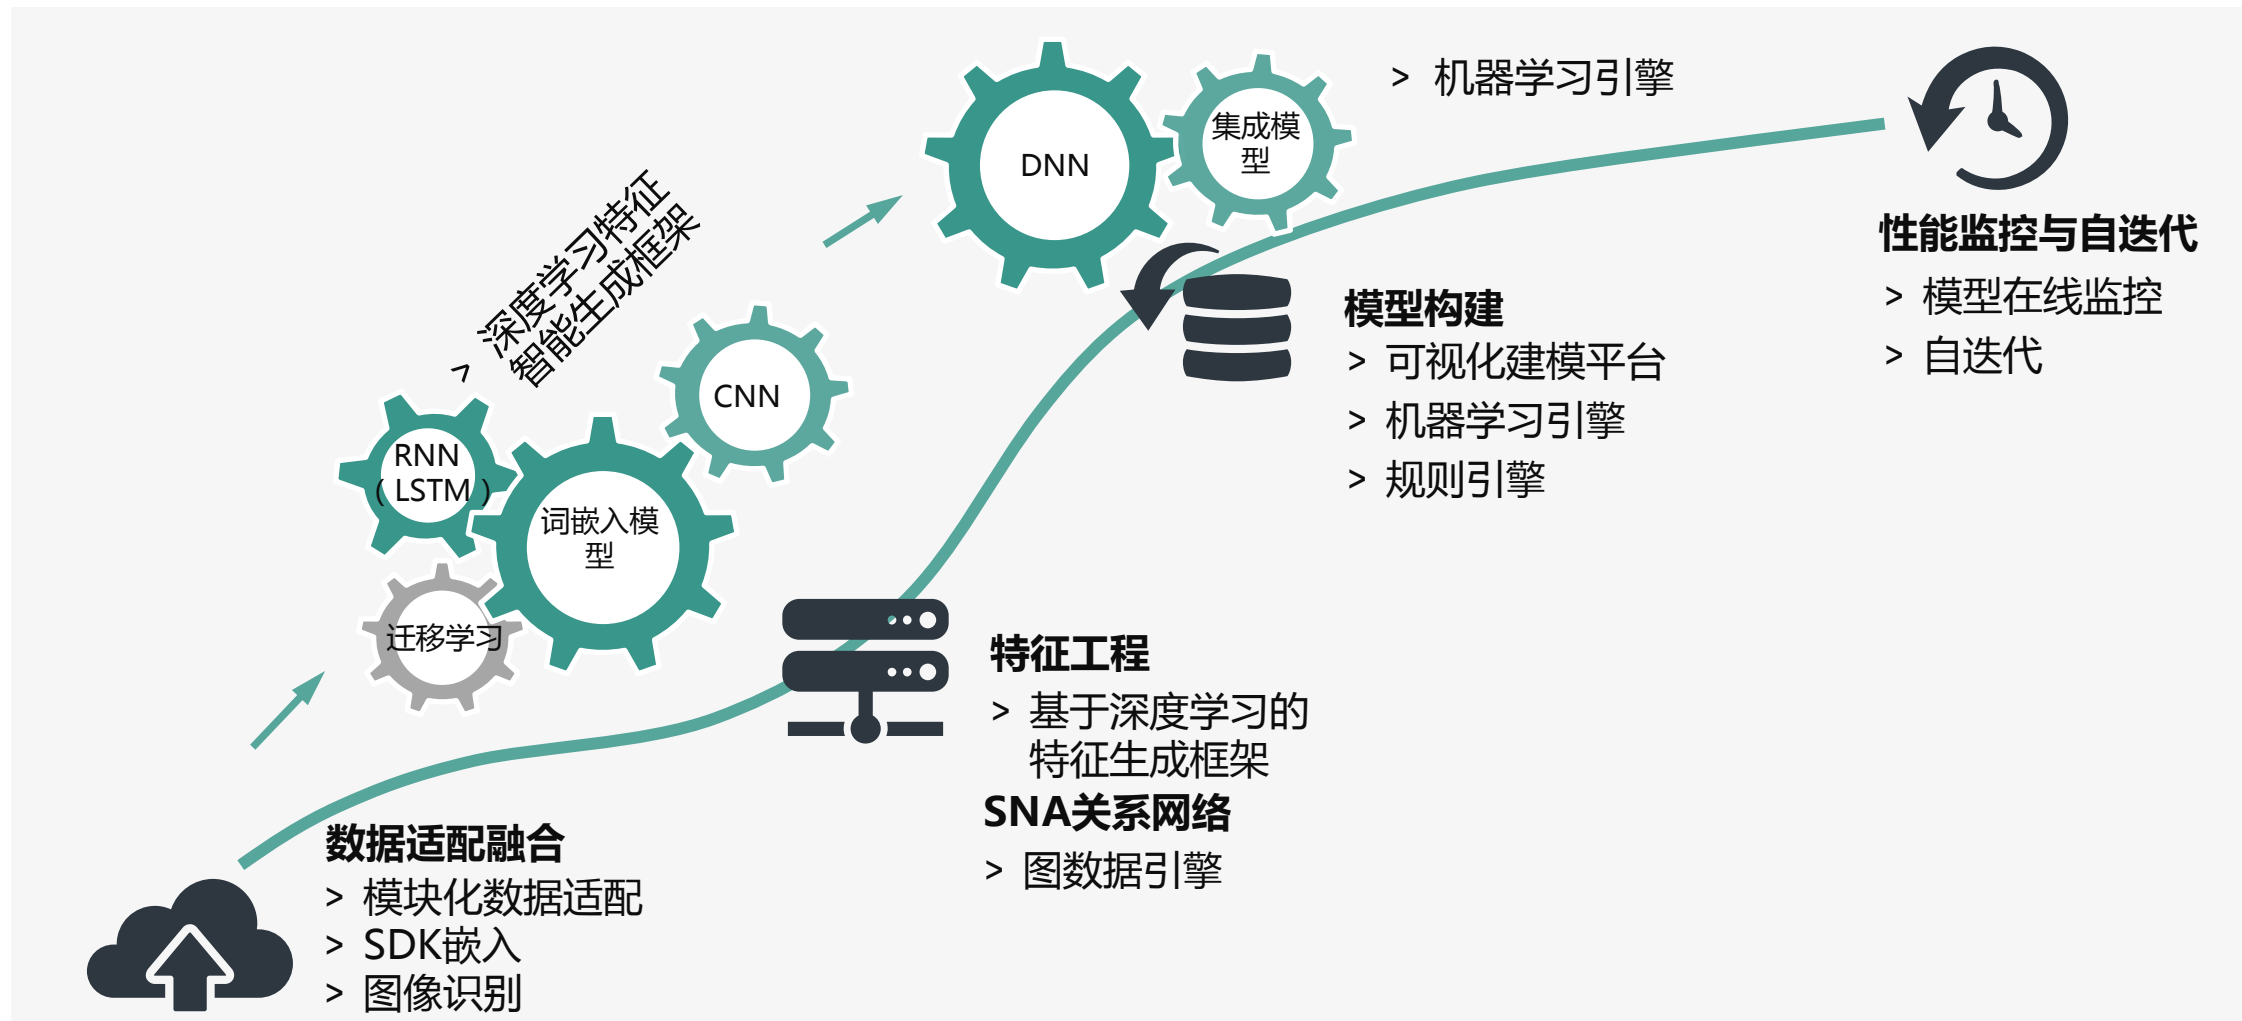 > 机器学习引擎
DNN
集成模
型
> 深度学习特征
智能生成框架
CNN
RNN
（LSTM）
词嵌入模
型
迁移学习
性能监控与自迭代
> 模型在线监控
> 自迭代
模型构建
> 可视化建模平台
> 机器学习引擎
> 规则引擎
特征工程
> 基于深度学习的
特征生成框架
SNA关系网络
> 图数据引擎
数据适配融合
> 模块化数据适配
> SDK嵌入
> 图像识别